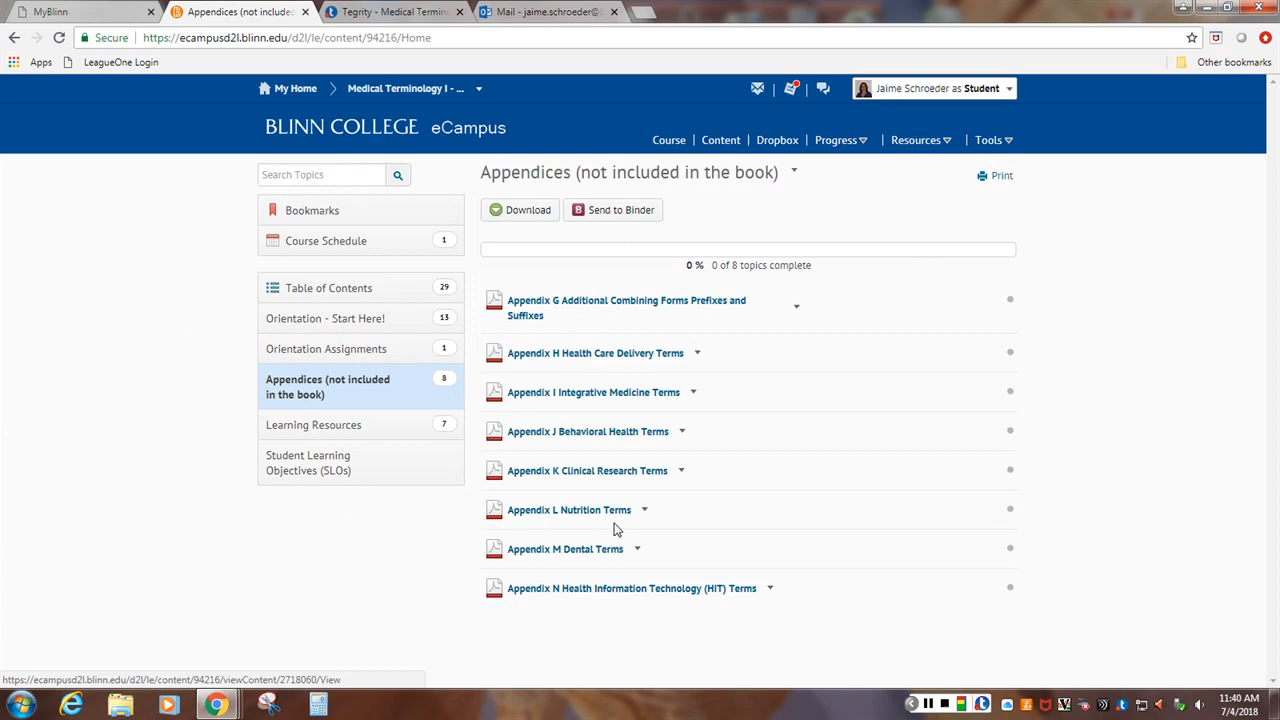 MyBlinn
Appendices (not included
Tegrity - Medical Termin
Mail - jaime.schroeder@
Secure
https://ecampusd2l.blinn.edu/d2l/le/content/94216/Home
Apps
LeagueOne Login
Other bookmarks
My Home
Medical Terminology I - ...
Jaime Schroeder as Student
BLINN COLLEGE eCampus
Course
Content
Dropbox
Progress
Resources
Tools
Search Topics
Bookmarks
Course Schedule 1
Table of Contents 29
Orientation - Start Here! 13
Orientation Assignments 1
Appendices (not included 8
in the book)
Learning Resources 7
Student Learning
Objectives (SLOs)
Appendices (not included in the book)
Print
Download
Send to Binder
0 % 0 of 8 topics complete
Appendix G Additional Combining Forms Prefixes and
Suffixes
Appendix H Health Care Delivery Terms
Appendix I Integrative Medicine Terms
Appendix J Behavioral Health Terms
Appendix K Clinical Research Terms
Appendix L Nutrition Terms
Appendix M Dental Terms
Appendix N Health Information Technology (HIT) Terms
https://ecampusd2l.blinn.edu/d2l/le/content/94216/viewContent/2718060/View
11:40 AM
7/4/2018